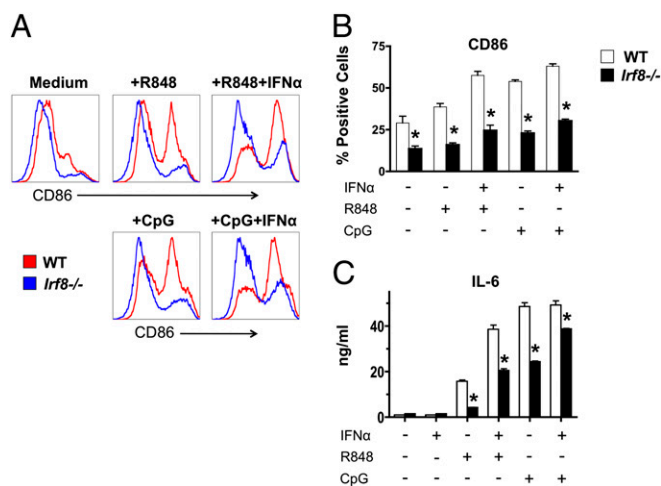 A
Medium
+R848
+R848+IFNα
CD86
+CpG
+CpG+IFNα
WT
Irf8-/-
CD86
B
CD86
WT
Irf8-/-
% Positive Cells
75
50
25
0
* * * * *
IFNα - - + - +
R848 - + + - -
CpG - - - + +
C
IL-6
ng/ml
40
20
0
* * * *
IFNα - + - + - +
R848 - - + + - -
CpG - - - - + +